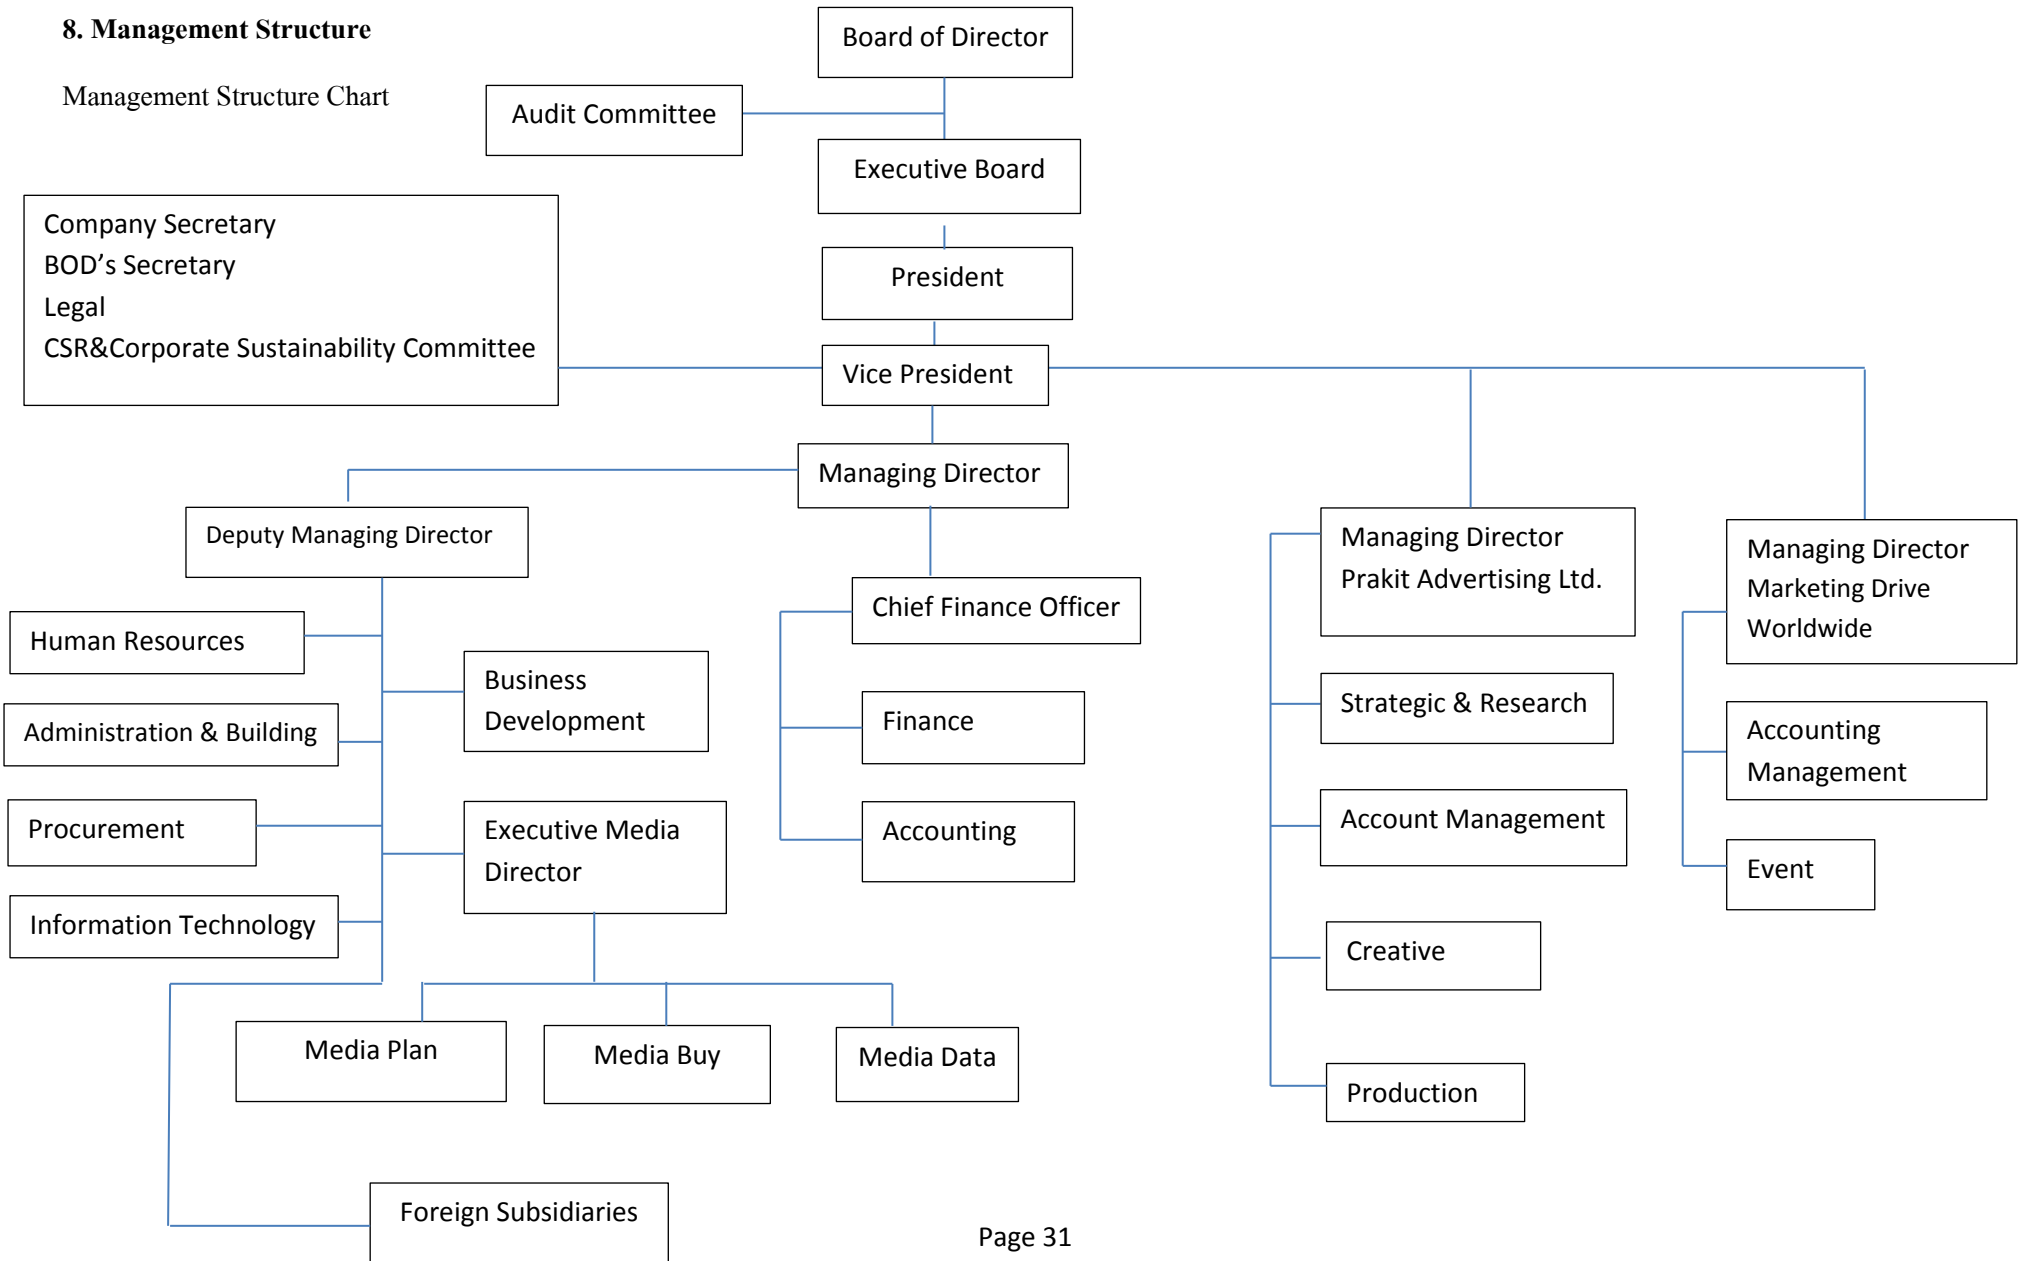 8. Management Structure
Management Structure Chart
Board of Director
Audit Committee
Executive Board
Company Secretary
BOD’s Secretary
Legal
CSR&Corporate Sustainability Committee
President
Vice President
Managing Director
Deputy Managing Director
Human Resources
Administration & Building
Procurement
Information Technology
Business
Development
Executive Media
Director
Media Plan
Media Buy
Media Data
Foreign Subsidiaries
Chief Finance Officer
Finance
Accounting
Managing Director
Prakit Advertising Ltd.
Strategic & Research
Account Management
Creative
Production
Managing Director
Marketing Drive
Worldwide
Accounting
Management
Event
Page 31